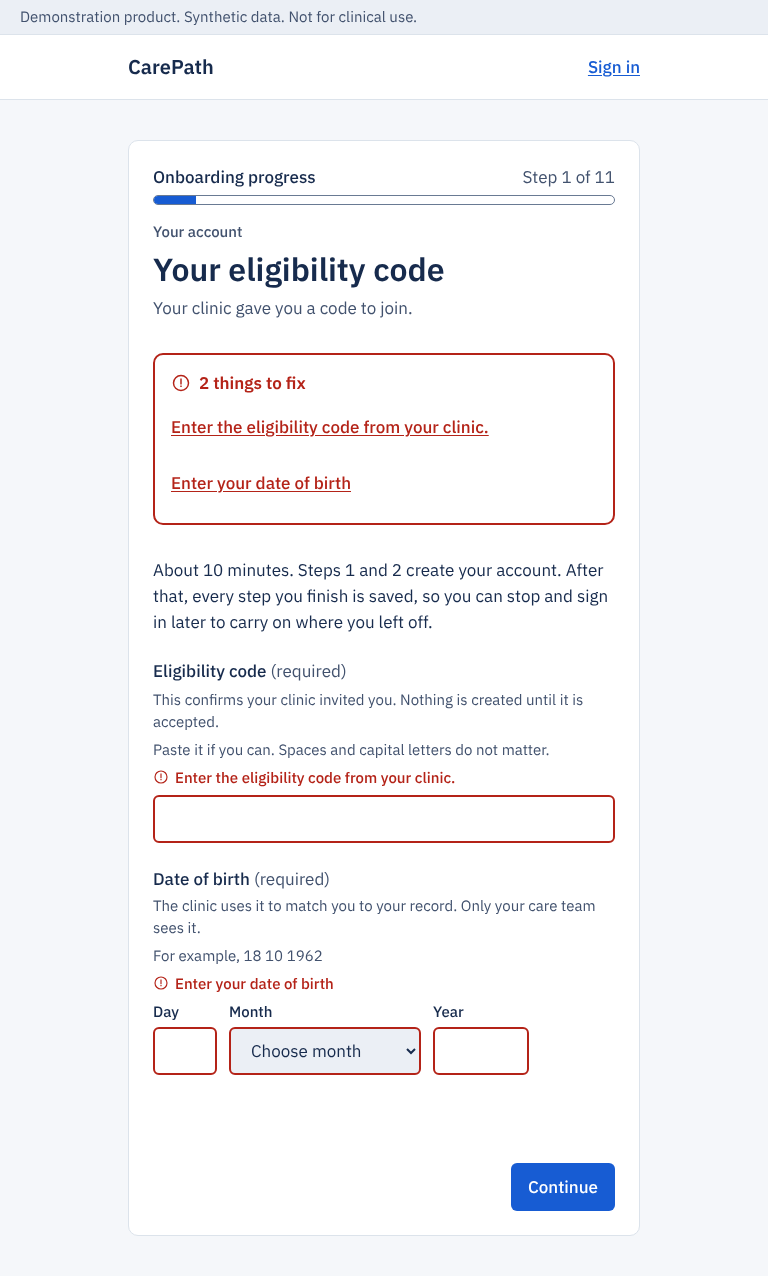 Demonstration product. Synthetic data. Not for clinical use.
CarePath
Sign in
Onboarding progress
Step 1 of 11
Your account
Your eligibility code
Your clinic gave you a code to join.
2 things to fix
Enter the eligibility code from your clinic.
Enter your date of birth
About 10 minutes. Steps 1 and 2 create your account. After
that, every step you finish is saved, so you can stop and sign
in later to carry on where you left off.
Eligibility code (required)
This confirms your clinic invited you. Nothing is created until it is
accepted.
Paste it if you can. Spaces and capital letters do not matter.
Enter the eligibility code from your clinic.
Date of birth (required)
The clinic uses it to match you to your record. Only your care team
sees it.
For example, 18 10 1962
Enter your date of birth
Day
Month
Year
Choose month
Continue